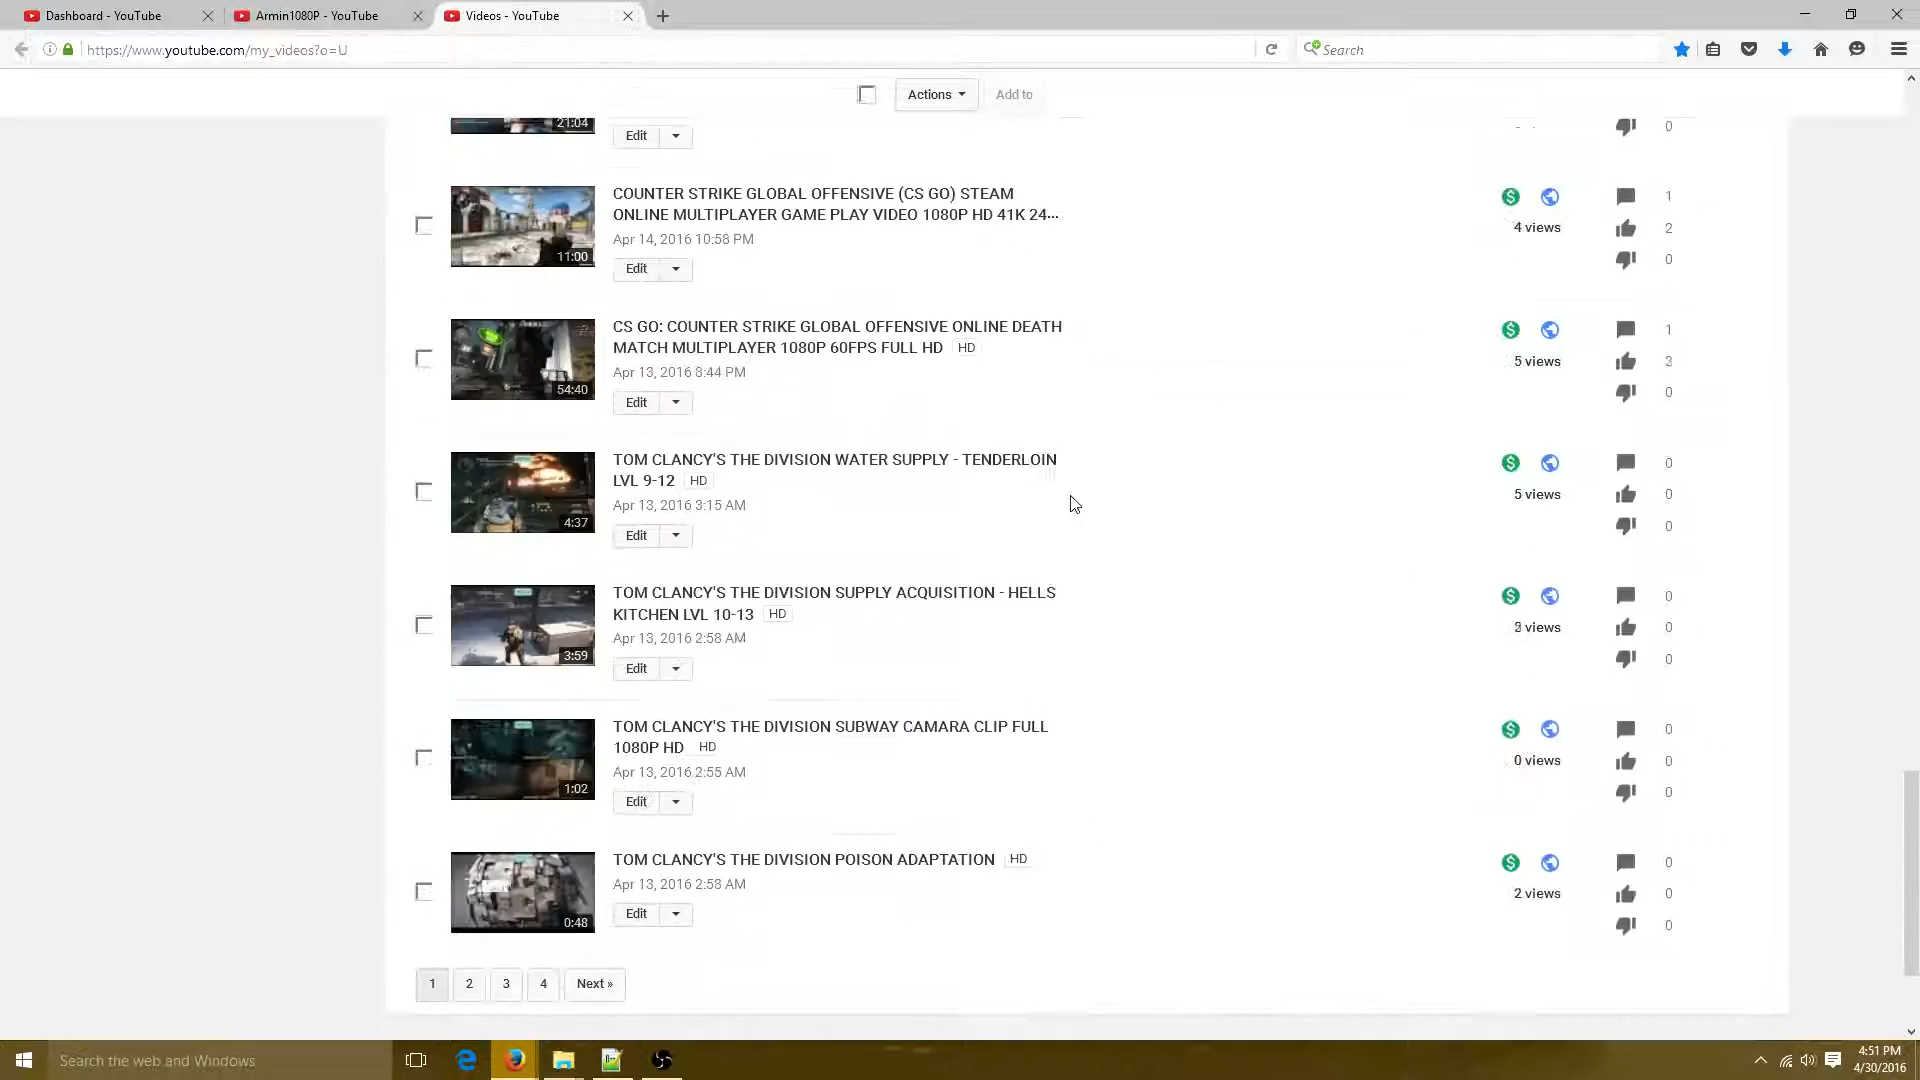 Dashboard - YouTube
Armin1080P - YouTube
Videos - YouTube
https://www.youtube.com/my_videos?o=U
Search
Actions
Add to
21:04
Edit
0
COUNTER STRIKE GLOBAL OFFENSIVE (CS GO) STEAM
ONLINE MULTIPLAYER GAME PLAY VIDEO 1080P HD 41K 24...
Apr 14, 2016 10:58 PM
11:00
Edit
4 views
1
2
0
CS GO: COUNTER STRIKE GLOBAL OFFENSIVE ONLINE DEATH
MATCH MULTIPLAYER 1080P 60FPS FULL HD HD
Apr 13, 2016 8:44 PM
54:40
Edit
5 views
1
3
0
TOM CLANCY'S THE DIVISION WATER SUPPLY - TENDERLOIN
LVL 9-12 HD
Apr 13, 2016 3:15 AM
4:37
Edit
5 views
0
0
0
TOM CLANCY'S THE DIVISION SUPPLY ACQUISITION - HELLS
KITCHEN LVL 10-13 HD
Apr 13, 2016 2:58 AM
3:59
Edit
views
0
0
0
TOM CLANCY'S THE DIVISION SUBWAY CAMARA CLIP FULL
1080P HD HD
Apr 13, 2016 2:55 AM
1:02
Edit
0 views
0
0
0
TOM CLANCY'S THE DIVISION POISON ADAPTATION HD
Apr 13, 2016 2:53 AM
0:48
Edit
2 views
0
0
0
1 2 3 4 Next »
Search the web and Windows
4:51 PM
4/30/2016